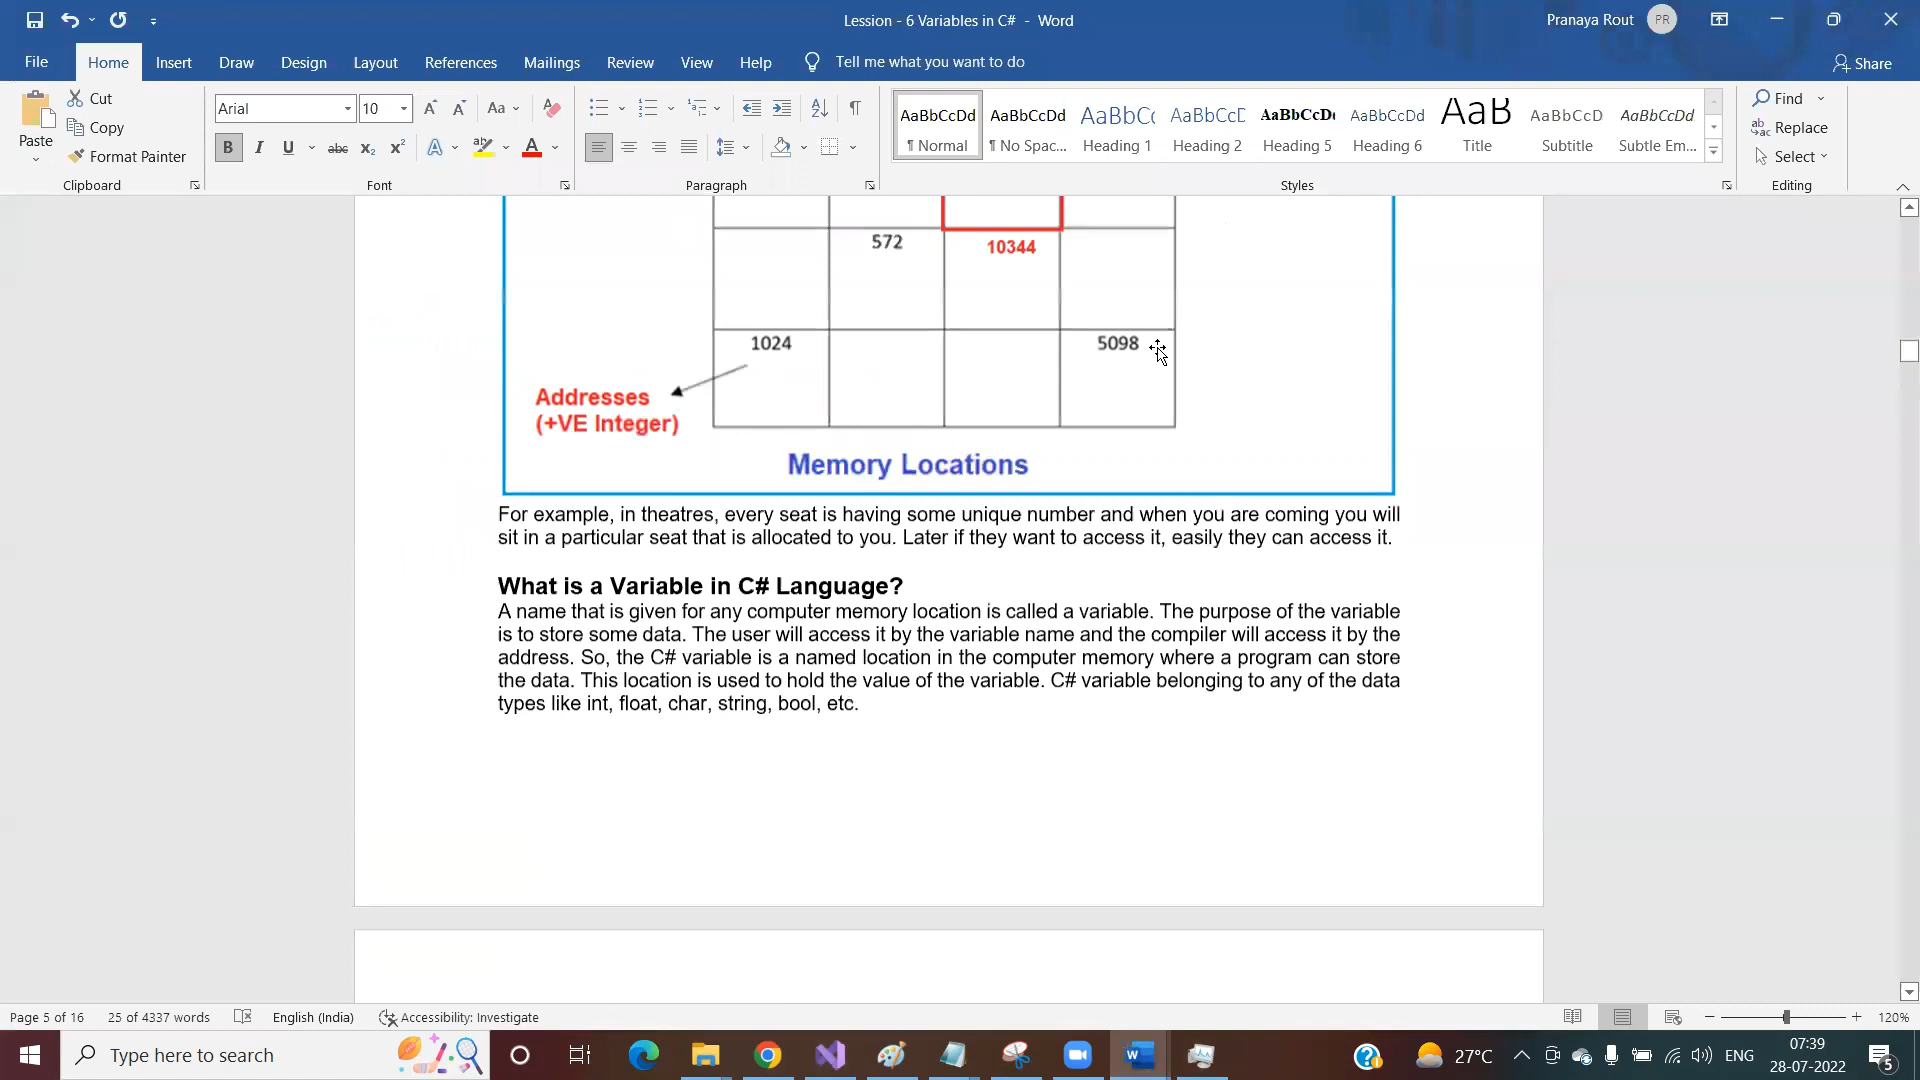 Lession - 6 Variables in C# - Word
Pranaya Rout PR
File Home Insert Draw Design Layout References Mailings Review View Help Tell me what you want to do Share
Paste
Cut
Copy
Format Painter
Clipboard
Arial 10
Aa
abc x₂ x² A A
Font
Paragraph
AaBbCcDd AaBbCcDd AaBbCc AaBbCcD AaBbCcDd AaBbCcDd AaB AaBbCcD AaBbCcDd
¶ Normal ¶ No Spac... Heading 1 Heading 2 Heading 5 Heading 6 Title Subtitle Subtle Em...
Styles
Find
Replace
Select
Editing
572 10344
1024 5098
Addresses
(+VE Integer)
Memory Locations
For example, in theatres, every seat is having some unique number and when you are coming you will
sit in a particular seat that is allocated to you. Later if they want to access it, easily they can access it.
What is a Variable in C# Language?
A name that is given for any computer memory location is called a variable. The purpose of the variable
is to store some data. The user will access it by the variable name and the compiler will access it by the
address. So, the C# variable is a named location in the computer memory where a program can store
the data. This location is used to hold the value of the variable. C# variable belonging to any of the data
types like int, float, char, string, bool, etc.
Page 5 of 16 25 of 4337 words English (India) Accessibility: Investigate 120%
Type here to search
27°C ENG
07:39
28-07-2022
5